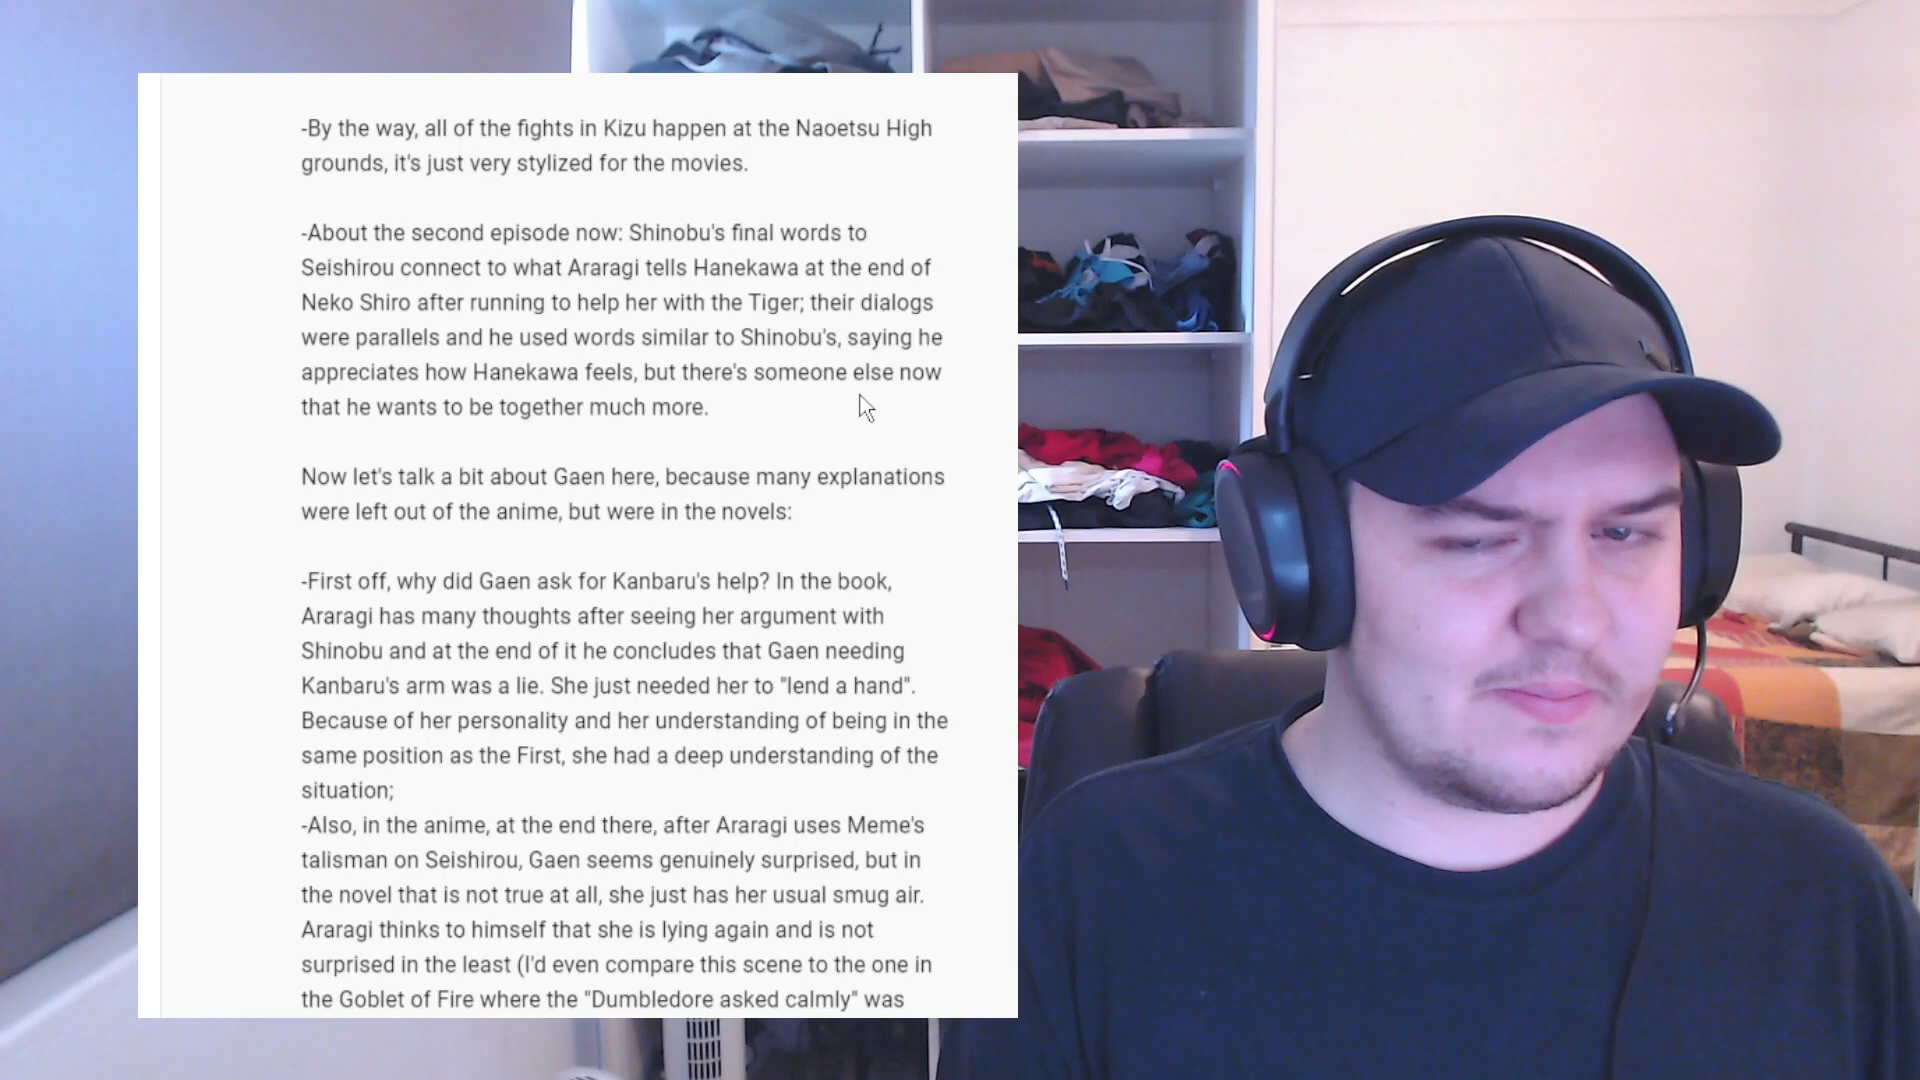 -By the way, all of the fights in Kizu happen at the Naoetsu High
grounds, it's just very stylized for the movies.
-About the second episode now: Shinobu's final words to
Seishirou connect to what Araragi tells Hanekawa at the end of
Neko Shiro after running to help her with the Tiger; their dialogs
were parallels and he used words similar to Shinobu's, saying he
appreciates how Hanekawa feels, but there's someone else now
that he wants to be together much more.
Now let's talk a bit about Gaen here, because many explanations
were left out of the anime, but were in the novels:
-First off, why did Gaen ask for Kanbaru's help? In the book,
Araragi has many thoughts after seeing her argument with
Shinobu and at the end of it he concludes that Gaen needing
Kanbaru's arm was a lie. She just needed her to "lend a hand".
Because of her personality and her understanding of being in the
same position as the First, she had a deep understanding of the
situation;
-Also, in the anime, at the end there, after Araragi uses Meme's
talisman on Seishirou, Gaen seems genuinely surprised, but in
the novel that is not true at all, she just has her usual smug air.
Araragi thinks to himself that she is lying again and is not
surprised in the least (I'd even compare this scene to the one in
the Goblet of Fire where the "Dumbledore asked calmly" was